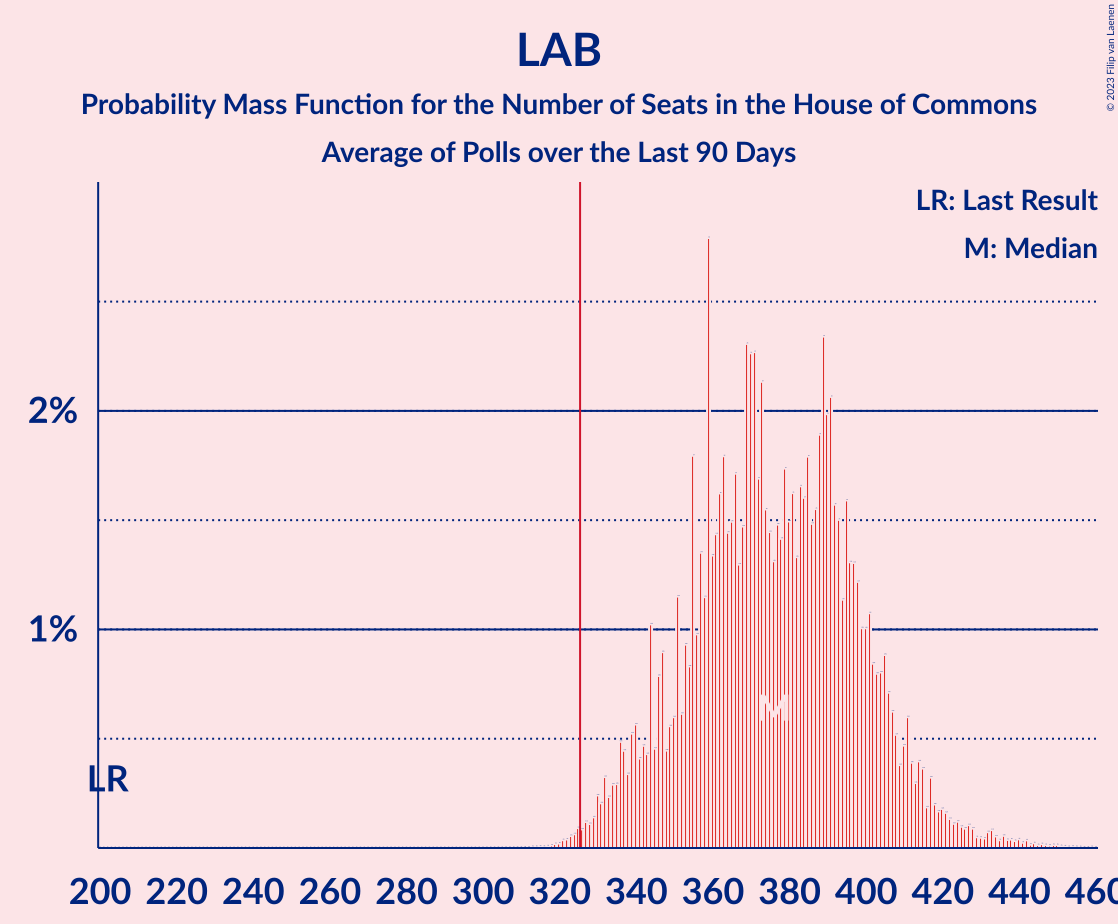 LAB
Probability Mass Function for the Number of Seats in the House of Commons
Average of Polls over the Last 90 Days
© 2023 Filip van Laenen
LR: Last Result
M: Median
2%
1%
M
LR
200 220 240 260 280 300 320 340 360 380 400 420 440 460